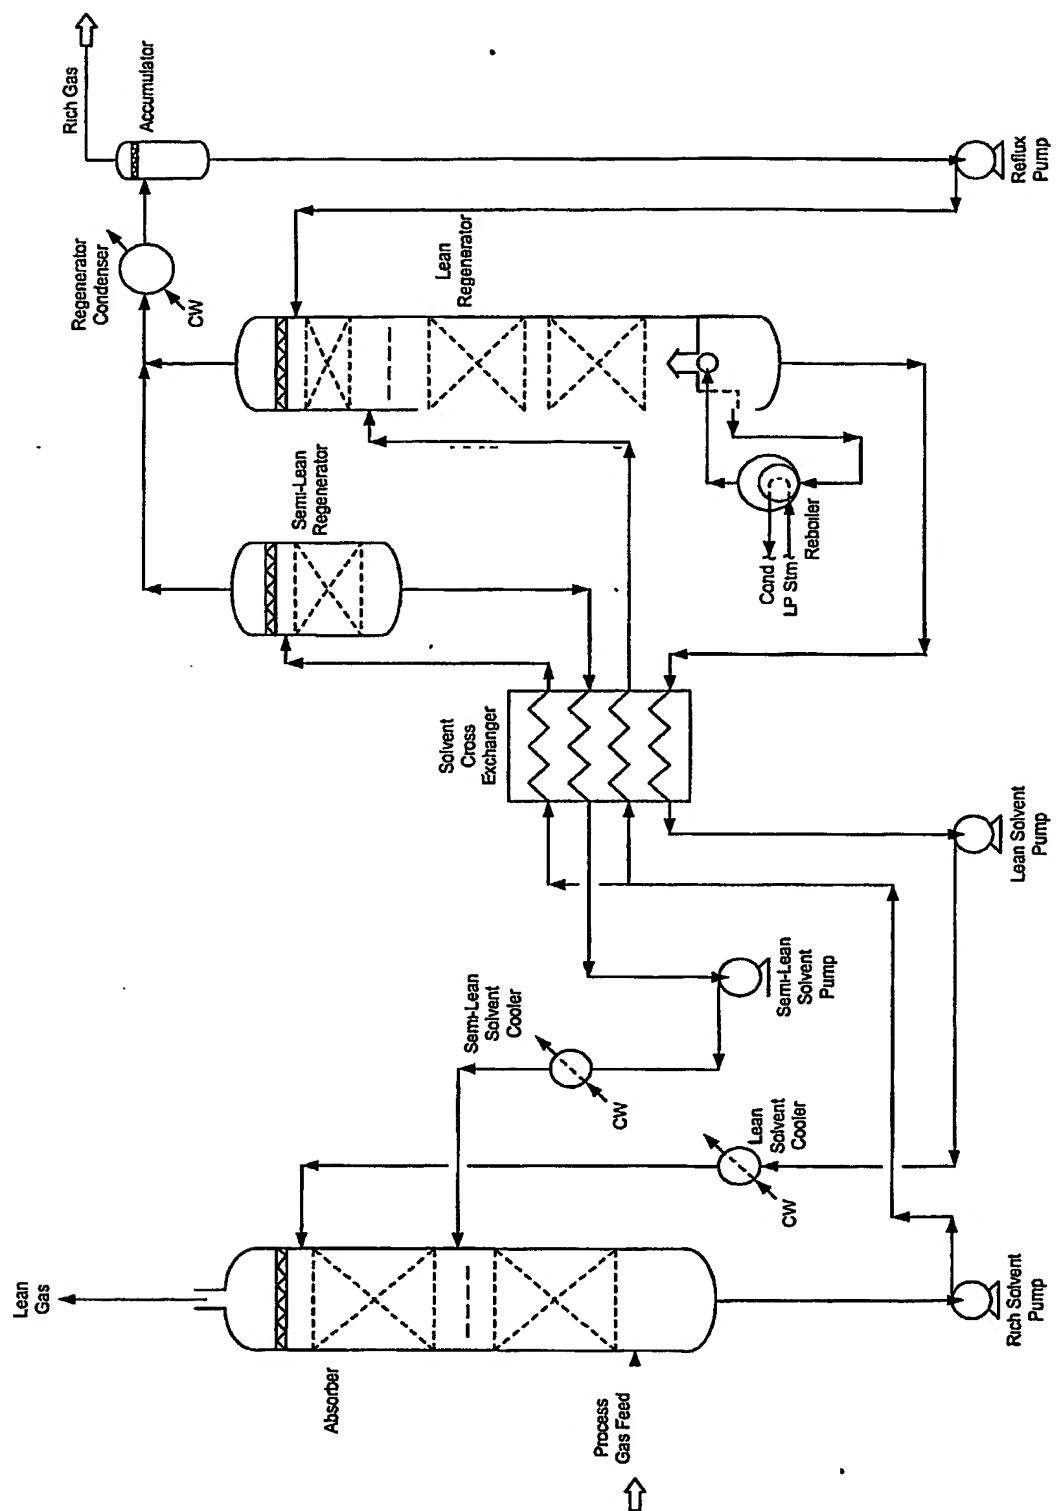 Rich Gas
Accumulator
Regenerator
Condenser
CW
Reflux
Pump
Lean
Regenerator
Semi-Lean
Regenerator
Cond
LP Stm
Reboiler
Solvent
Cross
Exchanger
Lean Solvent
Pump
Semi-Lean
Solvent
Pump
Semi-Lean
Solvent
Cooler
CW
Lean
Solvent
Cooler
CW
Lean
Gas
Absorber
Process
Gas Feed
Rich Solvent
Pump